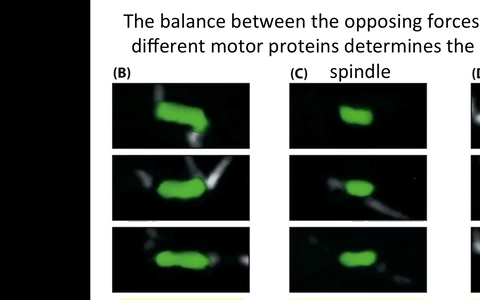 The balance between the opposing forces
different motor proteins determines the
spindle
(B)
(C)